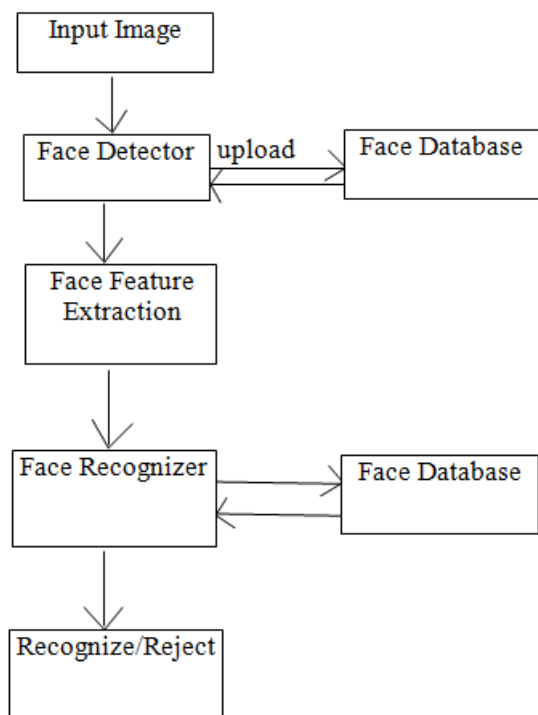 Input Image
Face Detector
upload
Face Database
Face Feature
Extraction
Face Recognizer
Face Database
Recognize/Reject